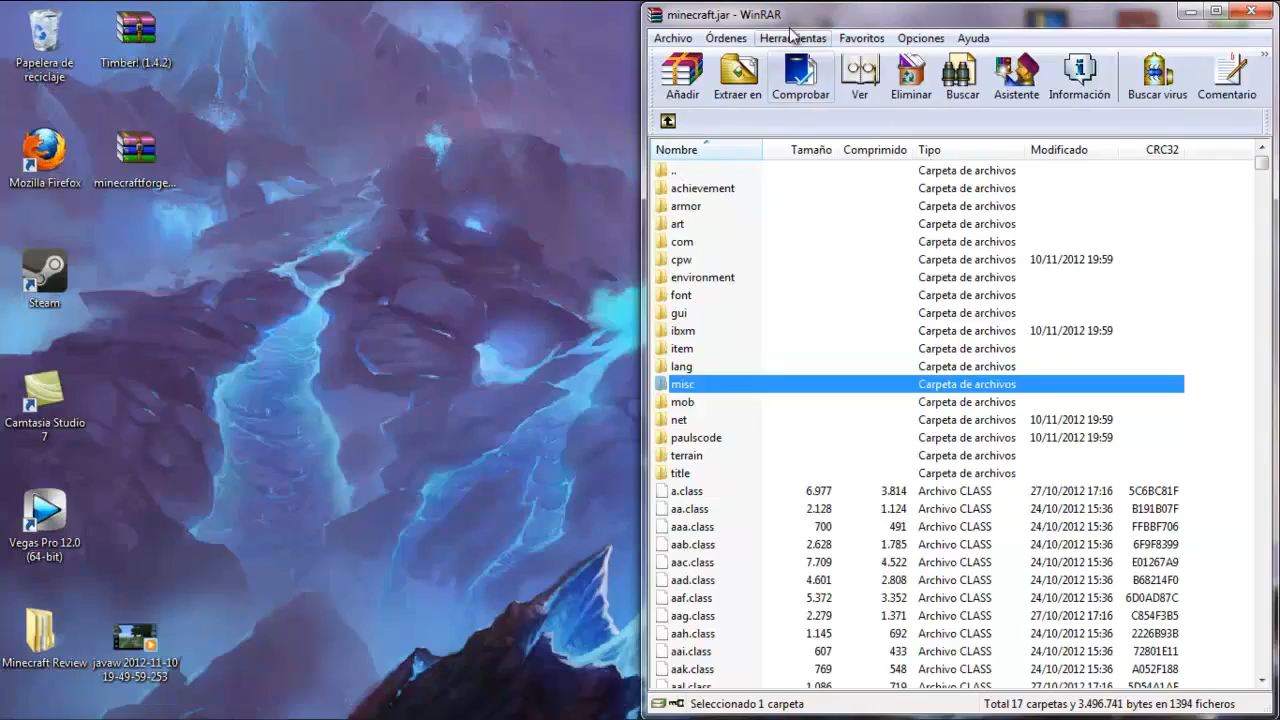 Papelera de
reciclaje
Timber! (1.4.2)
Mozilla Firefox
minecraftforge...
Steam
Camtasia Studio
7
Vegas Pro 12.0
(64-bit)
Minecraft Review
javaw 2012-11-10
19-49-59-253
minecraft.jar - WinRAR
Archivo Órdenes Herramientas Favoritos Opciones Ayuda
Añadir Extraer en Comprobar Ver Eliminar Buscar Asistente Información Buscar virus Comentario
Nombre Tamaño Comprimido Tipo Modificado CRC32
.. Carpeta de archivos
achievement Carpeta de archivos
armor Carpeta de archivos
art Carpeta de archivos
com Carpeta de archivos
cpw Carpeta de archivos 10/11/2012 19:59
environment Carpeta de archivos
font Carpeta de archivos
gui Carpeta de archivos
ibxm Carpeta de archivos 10/11/2012 19:59
item Carpeta de archivos
lang Carpeta de archivos
misc Carpeta de archivos
mob Carpeta de archivos
net Carpeta de archivos 10/11/2012 19:59
paulscode Carpeta de archivos 10/11/2012 19:59
terrain Carpeta de archivos
title Carpeta de archivos
a.class 6.977 3.814 Archivo CLASS 27/10/2012 17:16 5C6BC81F
aa.class 2.128 1.124 Archivo CLASS 24/10/2012 15:36 B191B07F
aaa.class 700 491 Archivo CLASS 24/10/2012 15:36 FFBBF706
aab.class 2.628 1.785 Archivo CLASS 24/10/2012 15:36 6F9F8399
aac.class 7.709 4.522 Archivo CLASS 24/10/2012 15:36 E01267A9
aad.class 4.601 2.808 Archivo CLASS 24/10/2012 15:36 B68214F0
aaf.class 5.372 3.352 Archivo CLASS 24/10/2012 15:36 6D0AD87C
aag.class 2.279 1.371 Archivo CLASS 27/10/2012 17:16 C854F3B5
aah.class 1.145 692 Archivo CLASS 24/10/2012 15:36 2226B93B
aai.class 607 433 Archivo CLASS 24/10/2012 15:36 72801E11
aak.class 769 548 Archivo CLASS 24/10/2012 15:36 A052F188
aal.class 1.086 719 Archivo CLASS 24/10/2012 15:36 5D54A1AF
Seleccionado 1 carpeta Total 17 carpetas y 3.496.741 bytes en 1394 ficheros